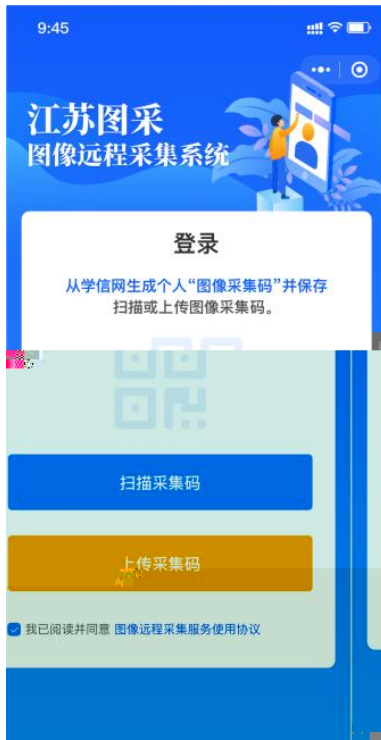 9:45
江苏图采
图像远程采集系统
登录
从学信网生成个人“图像采集码”并保存
扫描或上传图像采集码。
扫描采集码
上传采集码
我已阅读并同意 图像远程采集服务使用协议